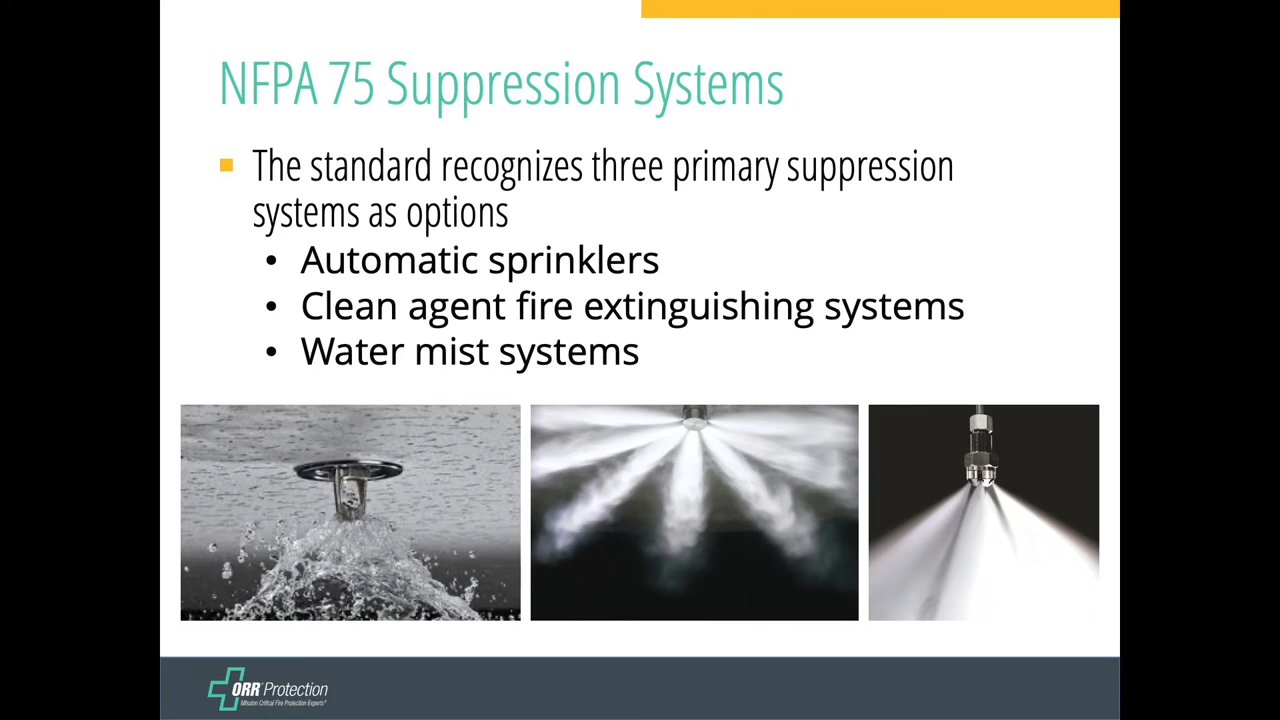 NFPA 75 Suppression Systems
The standard recognizes three primary suppression
systems as options
• Automatic sprinklers
• Clean agent fire extinguishing systems
• Water mist systems
ORR Protection
Mission Critical Fire Protection Experts